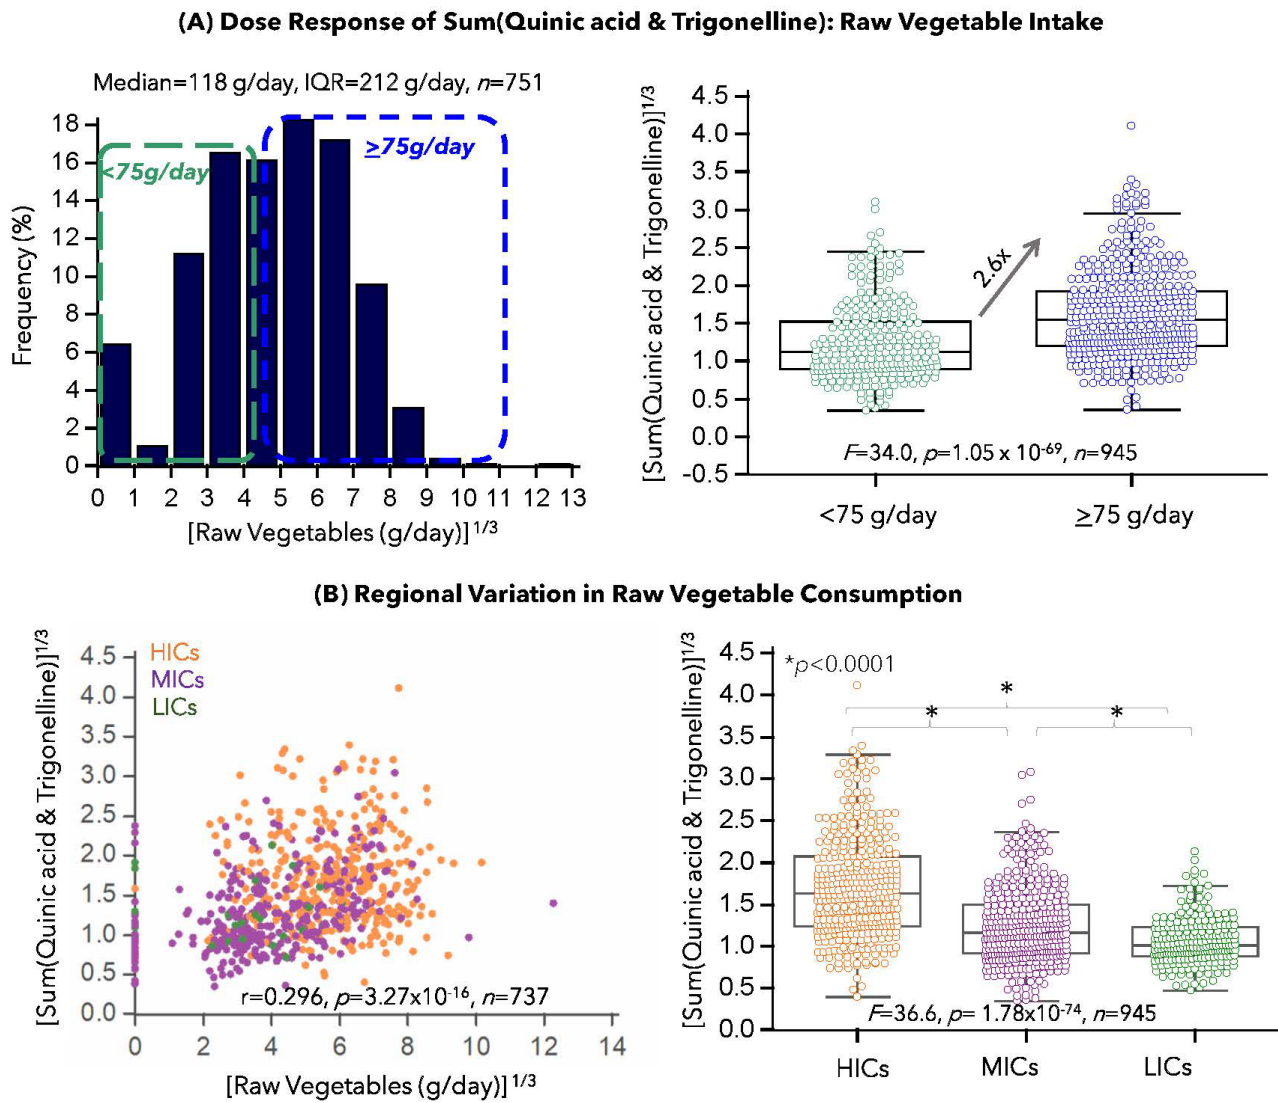 (A) Dose Response of Sum(Quinic acid & Trigonelline): Raw Vegetable Intake
Median=118 g/day, IQR=212 g/day, n=751
Frequency (%)
18
16
14
12
10
8
6
4
2
0
<75g/day
≥75g/day
0 1 2 3 4 5 6 7 8 9 10 11 12 13
[Raw Vegetables (g/day)]^1/3
[Sum(Quinic acid & Trigonelline)]^1/3
4.5
4.0
3.5
3.0
2.5
2.0
1.5
1.0
0.5
0.0
-0.5
2.6x
F=34.0, p=1.05 x 10^-69, n=945
<75 g/day ≥75 g/day
(B) Regional Variation in Raw Vegetable Consumption
[Sum(Quinic acid & Trigonelline)]^1/3
4.5
4.0
3.5
3.0
2.5
2.0
1.5
1.0
0.5
0.0
HICs
MICs
LICs
r=0.296, p=3.27x10^-16, n=737
0 2 4 6 8 10 12 14
[Raw Vegetables (g/day)]^1/3
[Sum(Quinic acid & Trigonelline)]^1/3
4.5
4.0
3.5
3.0
2.5
2.0
1.5
1.0
0.5
0.0
*p<0.0001
*
* *
F=36.6, p= 1.78x10^-74, n=945
HICs MICs LICs